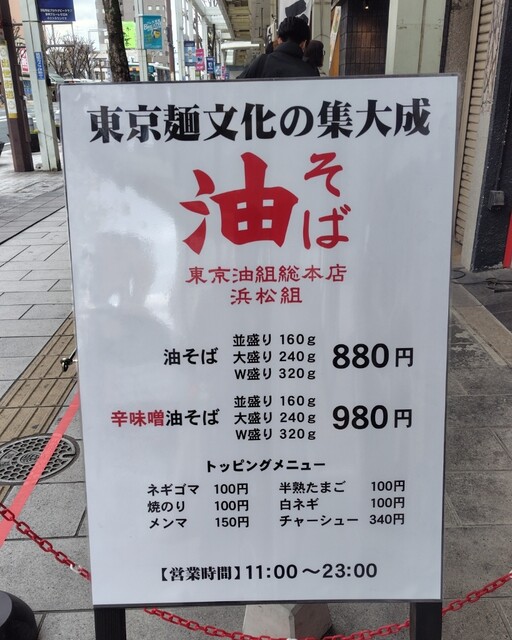 東京麺文化の集大成
油そば
東京油組総本店
浜松組
油そば 並盛り 160g 大盛り 240g W盛り 320g 880円
辛味噌油そば 並盛り 160g 大盛り 240g W盛り 320g 980円
トッピングメニュー
ネギゴマ 100円 半熟たまご 100円
焼のり 100円 白ネギ 100円
メンマ 150円 チャーシュー 340円
【営業時間】11:00～23:00